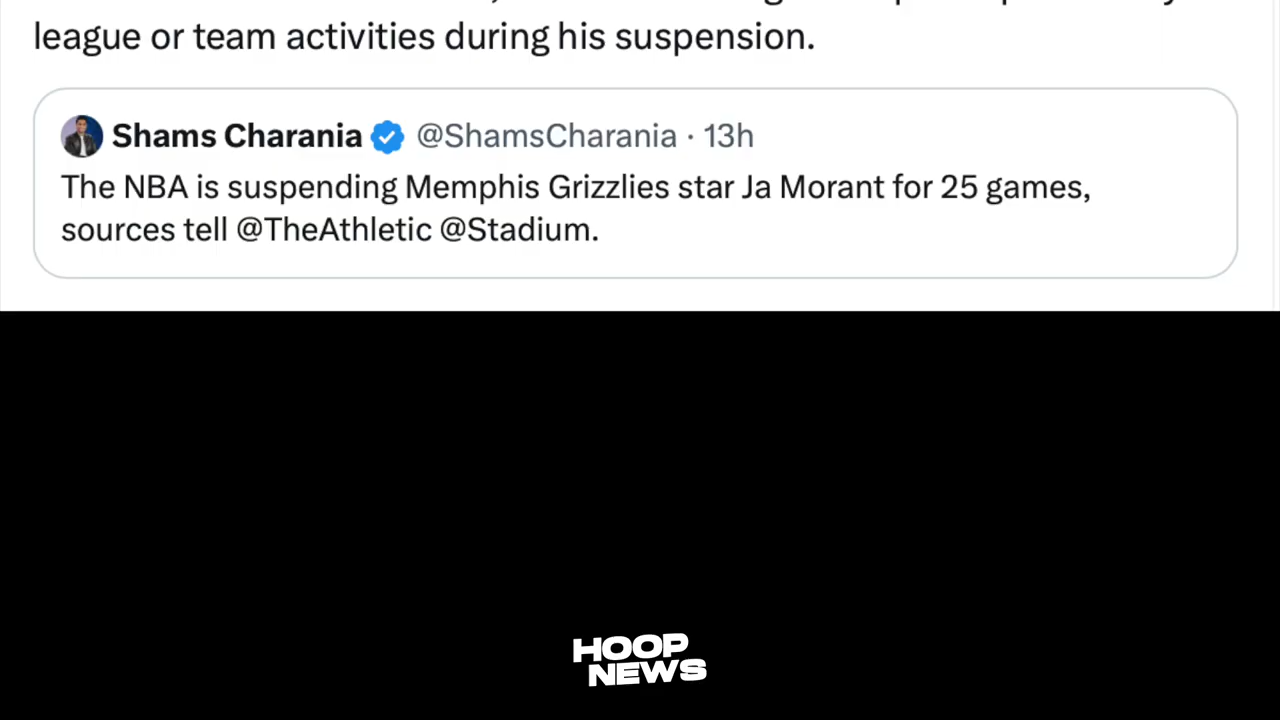 league or team activities during his suspension.
Shams Charania @ShamsCharania · 13h
The NBA is suspending Memphis Grizzlies star Ja Morant for 25 games,
sources tell @TheAthletic @Stadium.
HOOP
NEWS